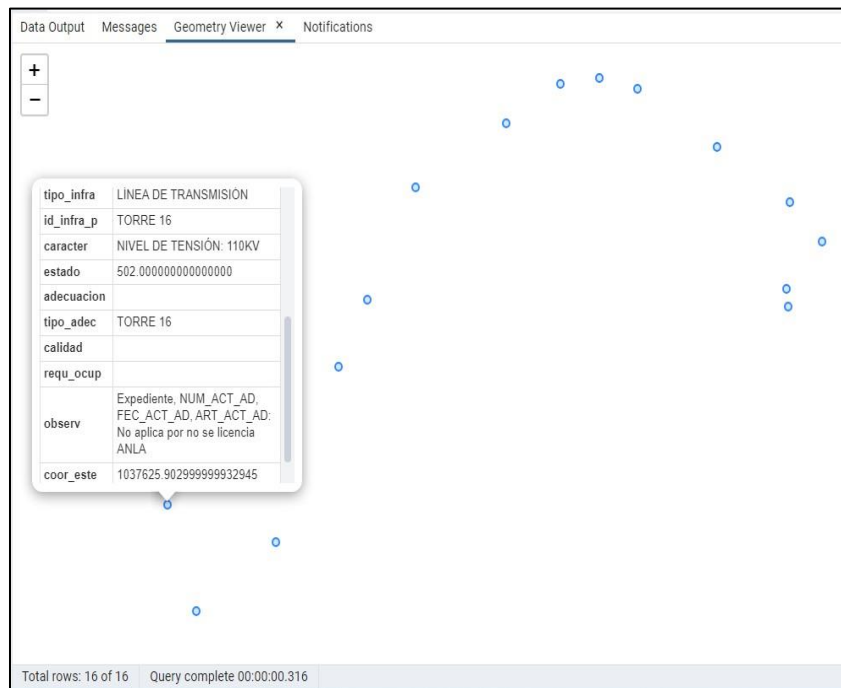 Data Output Messages Geometry Viewer × Notifications
+
−
tipo_infra LÍNEA DE TRANSMISIÓN
id_infra_p TORRE 16
caracter NIVEL DE TENSIÓN: 110KV
estado 502.000000000000000
adecuacion
tipo_adec TORRE 16
calidad
requ_ocup
observ Expediente, NUM_ACT_AD,
FEC_ACT_AD, ART_ACT_AD:
No aplica por no se licencia
ANLA
coor_este 1037625.902999999932945
Total rows: 16 of 16 Query complete 00:00:00.316